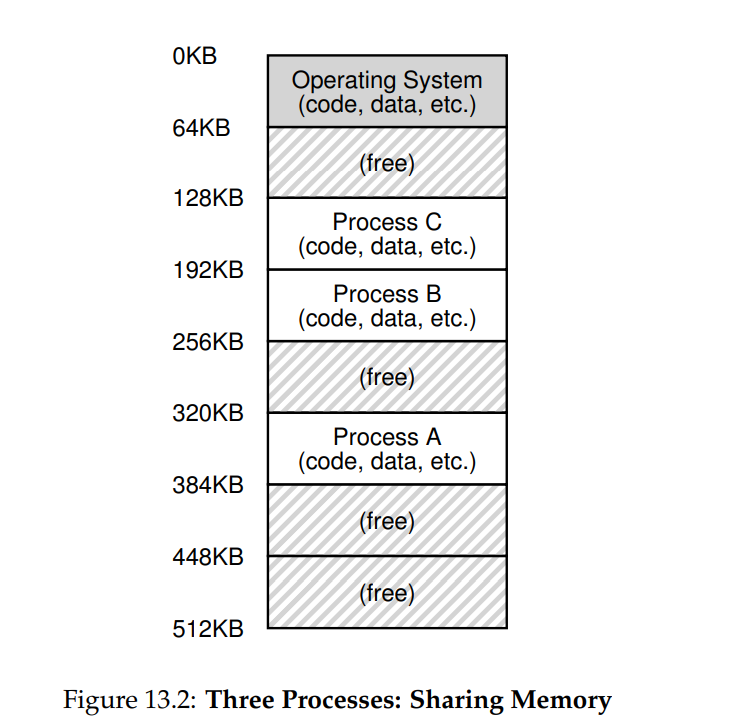 0KB
Operating System
(code, data, etc.)
64KB
(free)
128KB
Process C
(code, data, etc.)
192KB
Process B
(code, data, etc.)
256KB
(free)
320KB
Process A
(code, data, etc.)
384KB
(free)
448KB
(free)
512KB
Figure 13.2: Three Processes: Sharing Memory